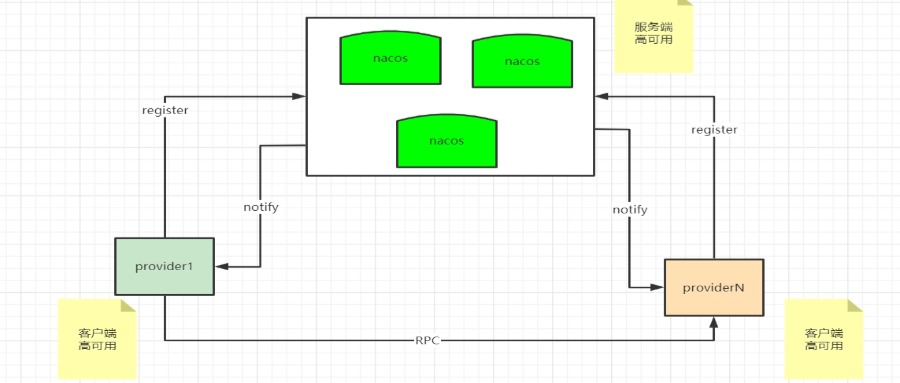 服务端
高可用
nacos
nacos
nacos
register
register
notify
notify
provider1
providerN
客户端
高可用
客户端
高可用
RPC